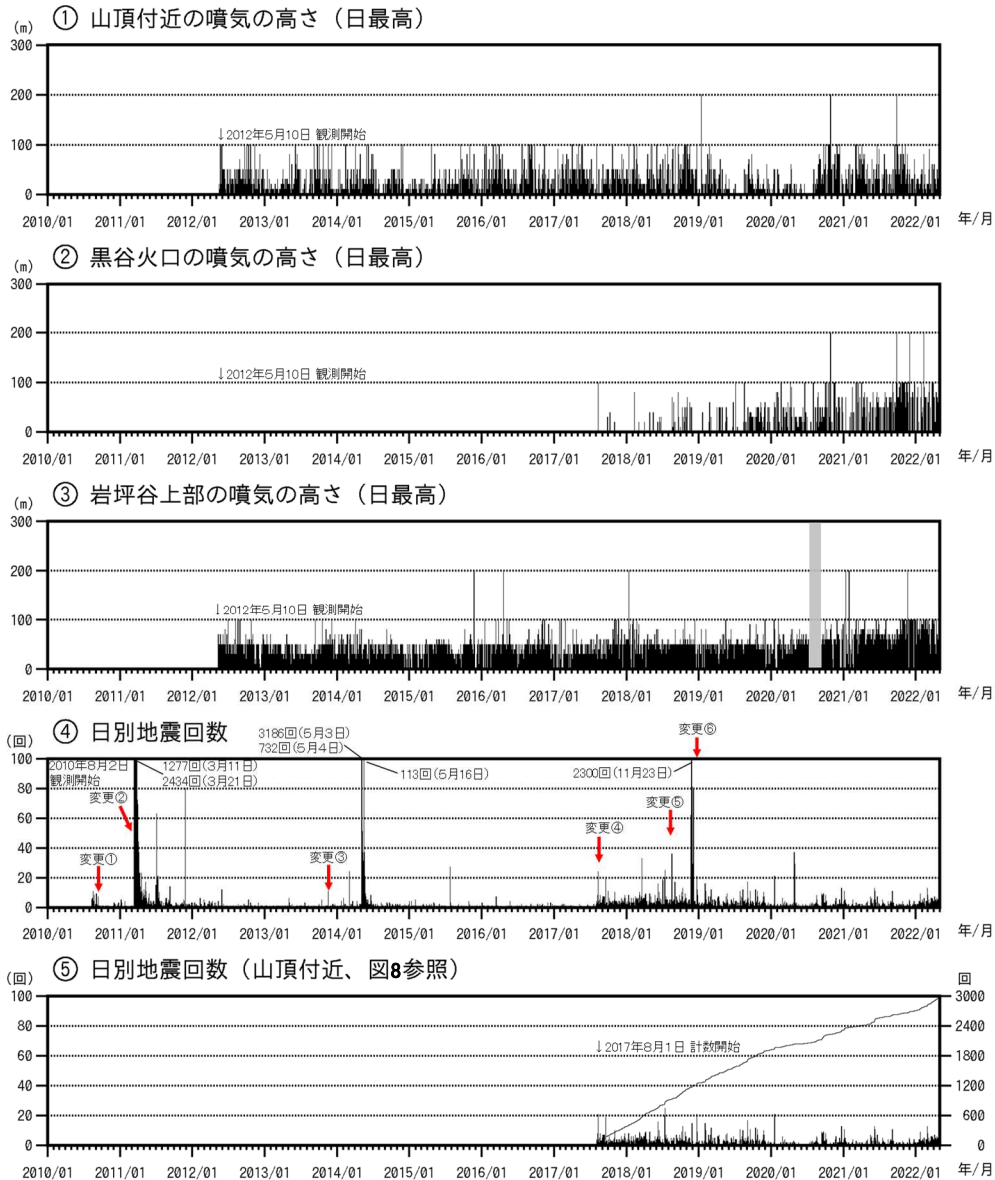 ① 山頂付近の噴気の高さ（日最高）
(m)
300
200
↓2012年5月10日 観測開始
100
0
2010/01 2011/01 2012/01 2013/01 2014/01 2015/01 2016/01 2017/01 2018/01 2019/01 2020/01 2021/01 2022/01 年/月
② 黒谷火口の噴気の高さ（日最高）
(m)
300
200
↓2012年5月10日 観測開始
100
0
2010/01 2011/01 2012/01 2013/01 2014/01 2015/01 2016/01 2017/01 2018/01 2019/01 2020/01 2021/01 2022/01 年/月
③ 岩坪谷上部の噴気の高さ（日最高）
(m)
300
200
↓2012年5月10日 観測開始
100
0
2010/01 2011/01 2012/01 2013/01 2014/01 2015/01 2016/01 2017/01 2018/01 2019/01 2020/01 2021/01 2022/01 年/月
④ 日別地震回数
(回)
3186回(5月3日)
732回(5月4日)
変更⑥
100
2010年8月2日
観測開始
1277回(3月11日)
2434回(3月21日)
113回(5月16日)
2300回(11月23日)
80
変更②
変更⑤
60
変更④
40
変更①
変更③
20
0
2010/01 2011/01 2012/01 2013/01 2014/01 2015/01 2016/01 2017/01 2018/01 2019/01 2020/01 2021/01 2022/01 年/月
⑤ 日別地震回数（山頂付近、図8参照）
(回) 回
100 3000
80 2400
↓2017年8月1日 計数開始
60 1800
40 1200
20 600
0 0
2010/01 2011/01 2012/01 2013/01 2014/01 2015/01 2016/01 2017/01 2018/01 2019/01 2020/01 2021/01 2022/01 年/月